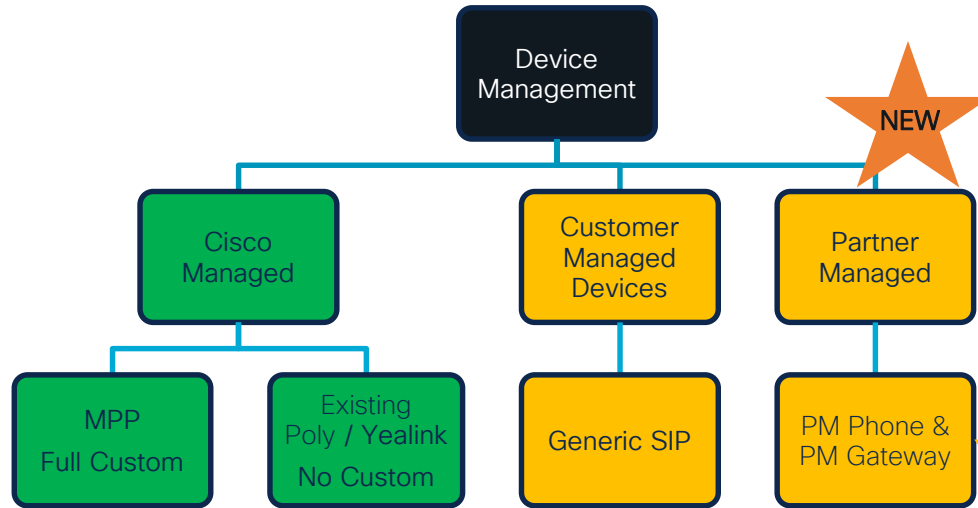 Device
Management
NEW
Cisco
Managed
Customer
Managed
Devices
Partner
Managed
MPP
Full Custom
Existing
Poly / Yealink
No Custom
Generic SIP
PM Phone &
PM Gateway